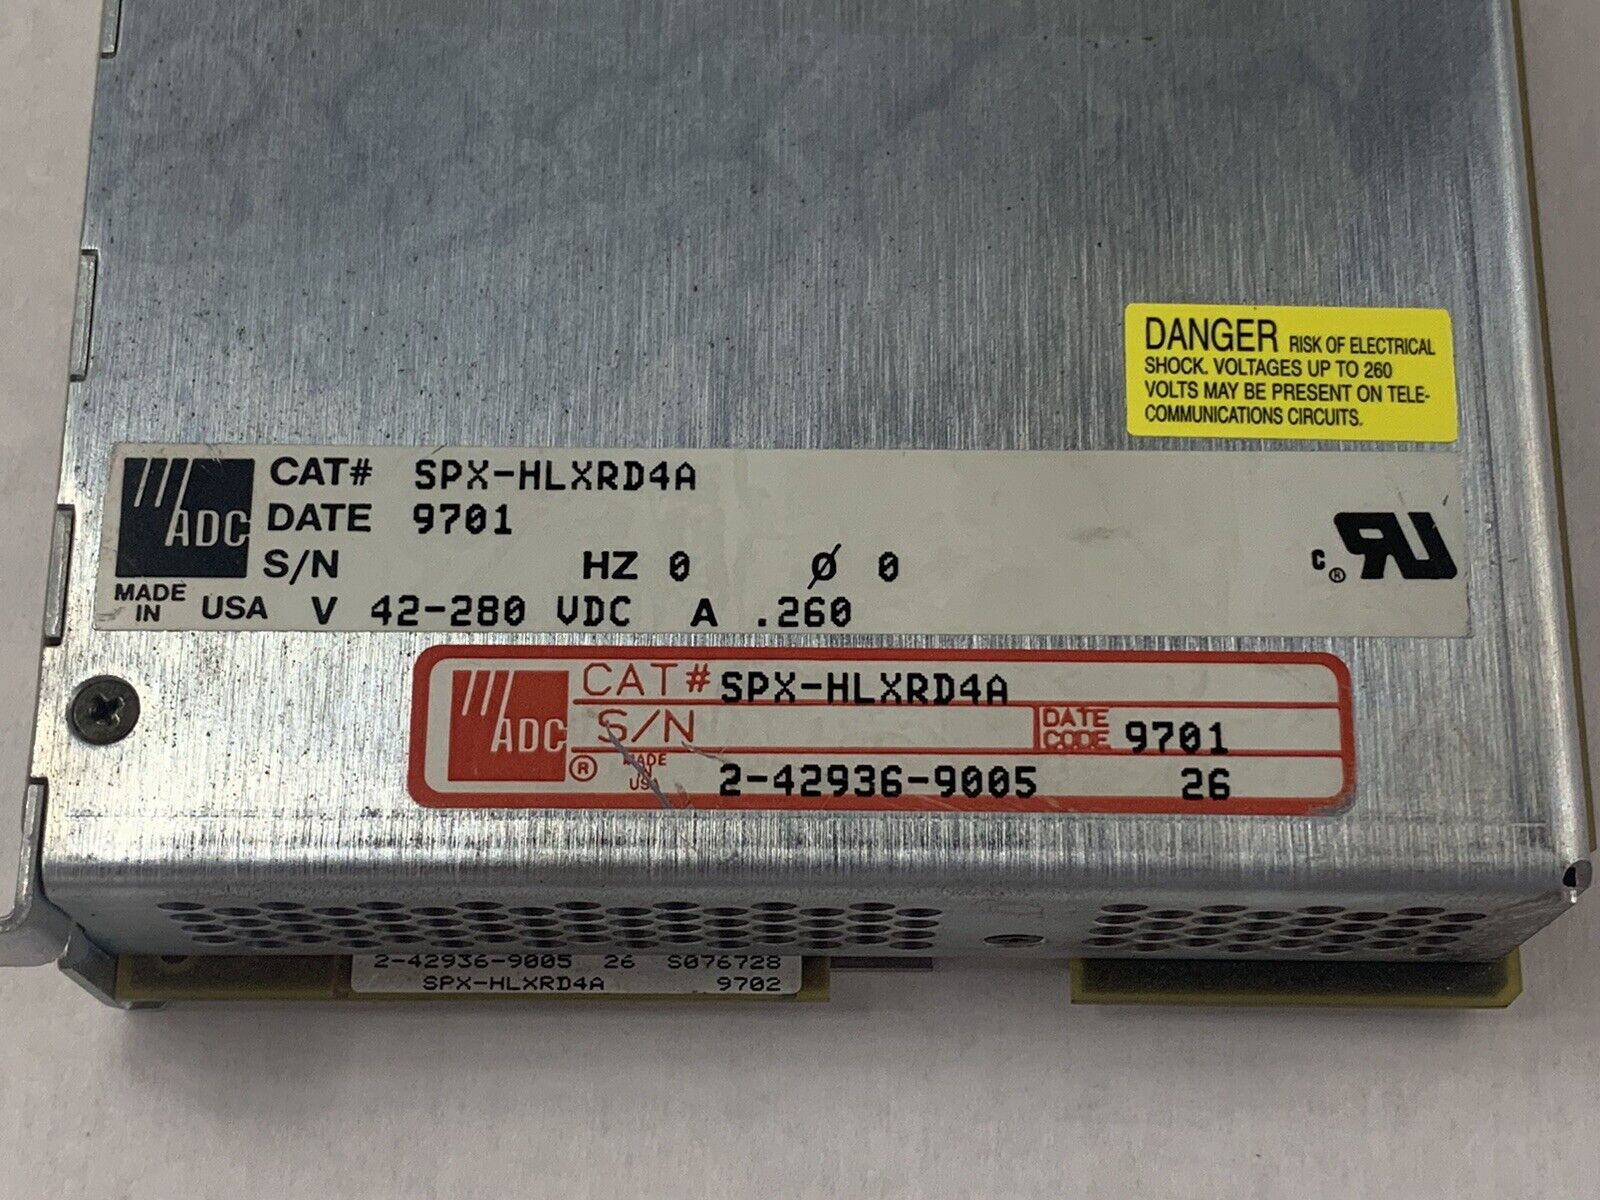 DANGER RISK OF ELECTRICAL
SHOCK. VOLTAGES UP TO 260
VOLTS MAY BE PRESENT ON TELE-
COMMUNICATIONS CIRCUITS.
ADC
CAT# SPX-HLXRD4A
DATE 9701
S/N HZ 0 Ø 0
MADE IN USA V 42-280 VDC A .260
C RU ®
ADC ®
CAT# SPX-HLXRD4A
S/N DATE CODE 9701
MADE IN USA 2-42936-9005 26
2-42936-9005 26 S076728
SPX-HLXRD4A 9702